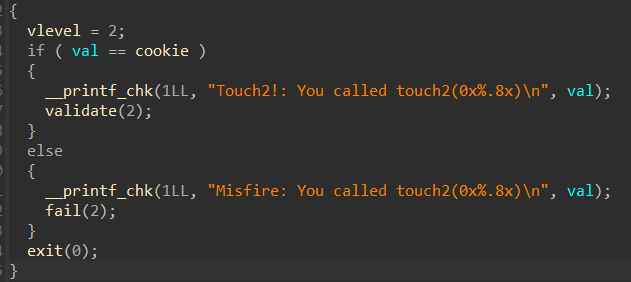 {
  vlevel = 2;
  if ( val == cookie )
  {
    __printf_chk(1LL, "Touch2!: You called touch2(0x%.8x)\n", val);
    validate(2);
  }
  else
  {
    __printf_chk(1LL, "Misfire: You called touch2(0x%.8x)\n", val);
    fail(2);
  }
  exit(0);
}